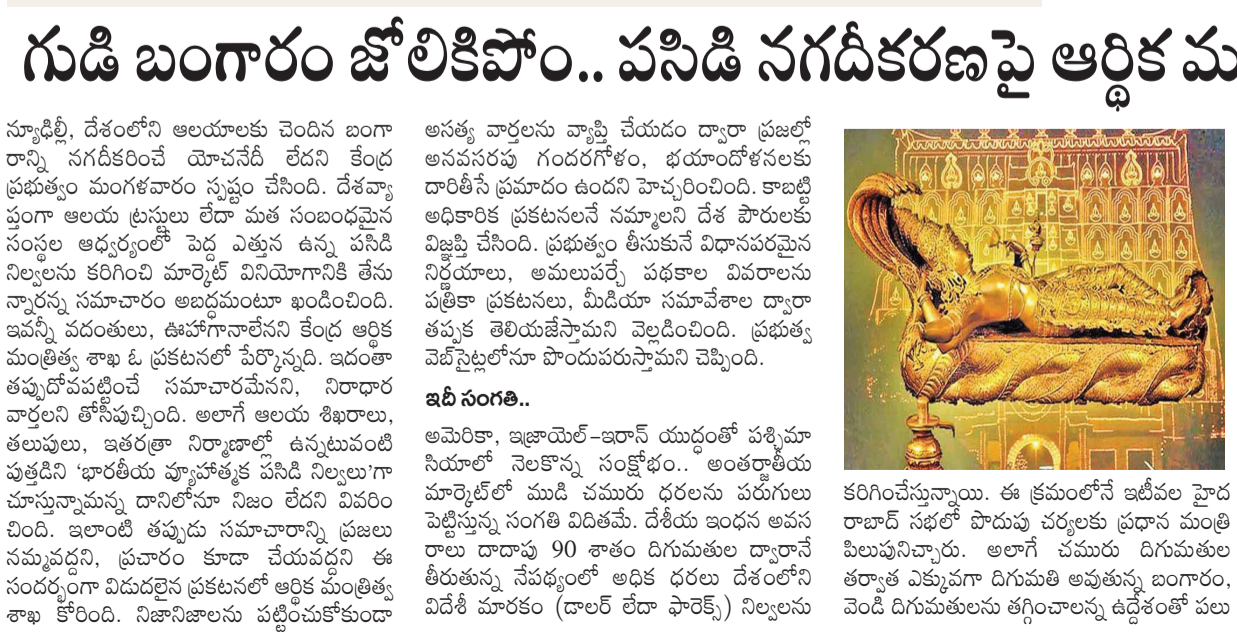 గుడి బంగారం జోలికిపోం.. పసిడి నగదీకరణపై ఆర్థిక మ
న్యూఢిల్లీ, దేశంలోని ఆలయాలకు చెందిన బంగా
రాన్ని నగదీకరించే యోచనేదీ లేదని కేంద్ర
ప్రభుత్వం మంగళవారం స్పష్టం చేసింది. దేశవ్యా
ప్తంగా ఆలయ ట్రస్టులు లేదా మత సంబంధమైన
సంస్థల ఆధ్వర్యంలో పెద్ద ఎత్తున ఉన్న పసిడి
నిల్వలను కరిగించి మార్కెట్ వినియోగానికి తేను
న్నారన్న సమాచారం అబద్ధమంటూ ఖండించింది.
ఇవన్నీ వదంతులు, ఊహాగానాలేనని కేంద్ర ఆర్థిక
మంత్రిత్వ శాఖ ఓ ప్రకటనలో పేర్కొన్నది. ఇదంతా
తప్పుదోవపట్టించే సమాచారమేనని, నిరాధార
వార్తలని తోసిపుచ్చింది. అలాగే ఆలయ శిఖరాలు,
తలుపులు, ఇతరత్రా నిర్మాణాల్లో ఉన్నటువంటి
పుత్తడిని ‘భారతీయ వ్యూహాత్మక పసిడి నిల్వలు’గా
చూస్తున్నామన్న దానిలోనూ నిజం లేదని వివరిం
చింది. ఇలాంటి తప్పుడు సమాచారాన్ని ప్రజలు
నమ్మవద్దని, ప్రచారం కూడా చేయవద్దని ఈ
సందర్భంగా విడుదలైన ప్రకటనలో ఆర్థిక మంత్రిత్వ
శాఖ కోరింది. నిజానిజాలను పట్టించుకోకుండా
అసత్య వార్తలను వ్యాప్తి చేయడం ద్వారా ప్రజల్లో
అనవసరపు గందరగోళం, భయాందోళనలకు
దారితీసే ప్రమాదం ఉందని హెచ్చరించింది. కాబట్టి
అధికారిక ప్రకటనలనే నమ్మాలని దేశ పౌరులకు
విజ్ఞప్తి చేసింది. ప్రభుత్వం తీసుకునే విధానపరమైన
నిర్ణయాలు, అమలుపర్చే పథకాల వివరాలను
పత్రికా ప్రకటనలు, మీడియా సమావేశాల ద్వారా
తప్పక తెలియజేస్తామని వెల్లడించింది. ప్రభుత్వ
వెబ్‌సైట్లలోనూ పొందుపరుస్తామని చెప్పింది.
ఇదీ సంగతి..
అమెరికా, ఇజ్రాయెల్-ఇరాన్ యుద్ధంతో పశ్చిమా
సియాలో నెలకొన్న సంక్షోభం.. అంతర్జాతీయ
మార్కెట్‌లో ముడి చమురు ధరలను పరుగులు
పెట్టిస్తున్న సంగతి విదితమే. దేశీయ ఇంధన అవస
రాలు దాదాపు 90 శాతం దిగుమతుల ద్వారానే
తీరుతున్న నేపథ్యంలో అధిక ధరలు దేశంలోని
విదేశీ మారకం (డాలర్ లేదా ఫారెక్స్) నిల్వలను
కరిగించేస్తున్నాయి. ఈ క్రమంలోనే ఇటీవల హైద
రాబాద్ సభలో పొదుపు చర్యలకు ప్రధాన మంత్రి
పిలుపునిచ్చారు. అలాగే చమురు దిగుమతుల
తర్వాత ఎక్కువగా దిగుమతి అవుతున్న బంగారం,
వెండి దిగుమతులను తగ్గించాలన్న ఉద్దేశంతో పలు